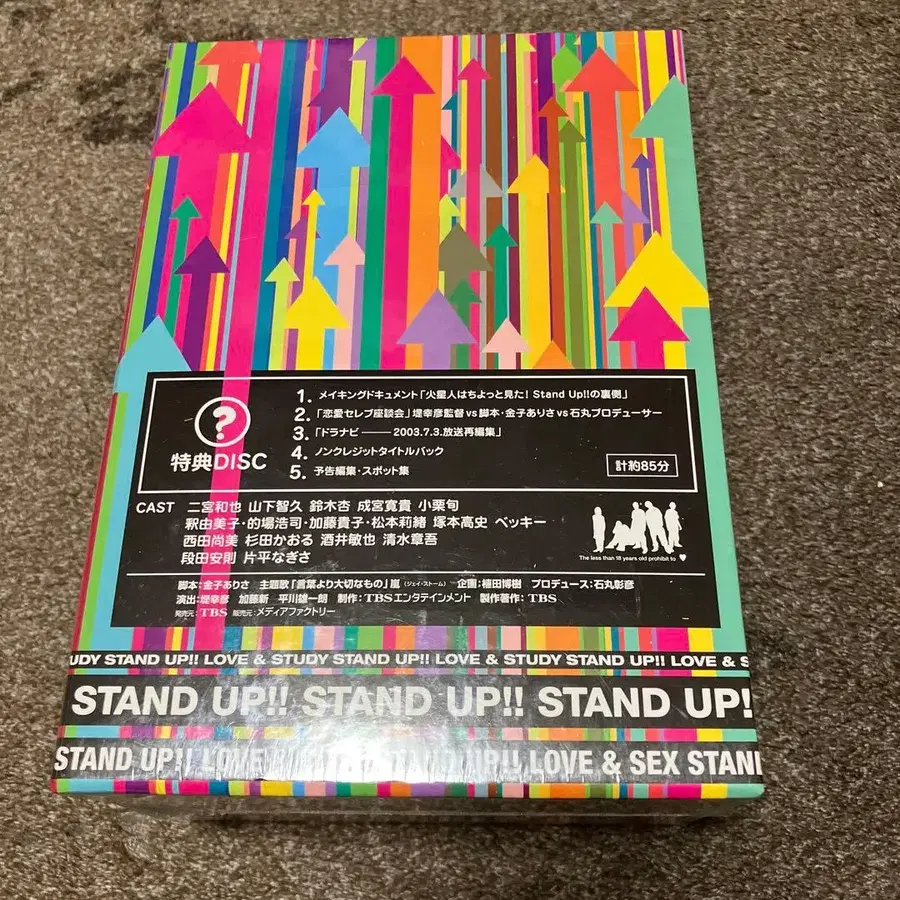 ?
特典DISC
1. メイキングドキュメント「火星人はちょっと見た! Stand Up!!の裏側」
2. 「恋愛セレブ座談会」堤幸彦監督vs脚本・金子ありさvs石丸プロデューサー
3. 「ドラナビ――2003.7.3.放送再編集」
4. ノンクレジットタイトルバック
5. 予告編集・スポット集
計約85分
CAST 二宮和也 山下智久 鈴木杏 成宮寛貴 小栗旬
釈由美子・的場浩司・加藤貴子・松本莉緒 塚本高史 ベッキー
西田尚美 杉田かおる 酒井敏也 清水章吾
段田安則 片平なぎさ
The less than 18 years old prohibit to ♥
脚本:金子ありさ 主題歌「言葉より大切なもの」嵐(ジェイ・ストーム) 企画:植田博樹 プロデュース:石丸彰彦
演出:堤幸彦 加藤新 平川雄一朗 制作:TBSエンタテインメント 製作著作:TBS
発売元:TBS 販売元:メディアファクトリー
UDY STAND UP!! LOVE & STUDY STAND UP!! LOVE & STUDY STAND UP!! LOVE & S
STAND UP!! STAND UP!! STAND UP!
STAND UP!! LOVE & STAND UP!! LOVE & SEX STAN